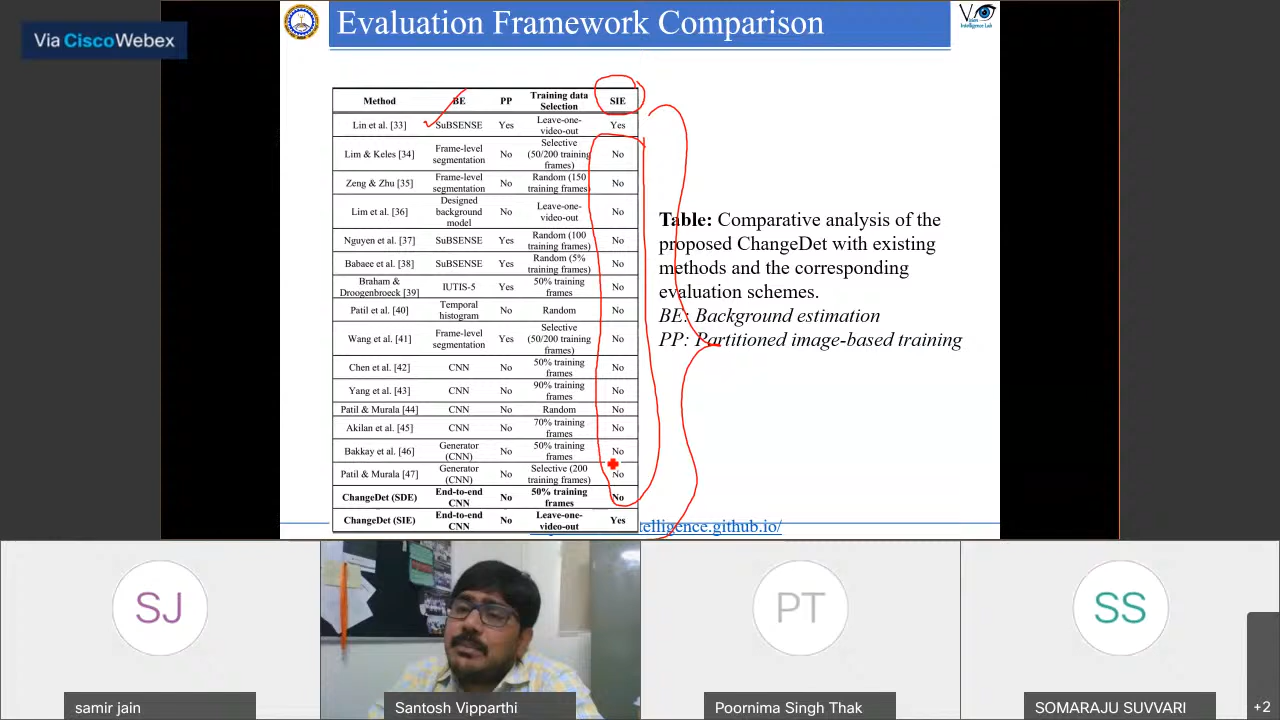 Via Cisco Webex
Evaluation Framework Comparison
Vision
Intelligence Lab
Method BE PP Training data Selection SIE
Lin et al. [33] SuBSENSE Yes Leave-one-video-out Yes
Lim & Keles [34] Frame-level segmentation No Selective (50/200 training frames) No
Zeng & Zhu [35] Frame-level segmentation No Random (150 training frames) No
Lim et al. [36] Designed background model No Leave-one-video-out No
Nguyen et al. [37] SuBSENSE Yes Random (100 training frames) No
Babaee et al. [38] SuBSENSE Yes Random (5% training frames) No
Braham & Droogenbroeck [39] IUTIS-5 Yes 50% training frames No
Patil et al. [40] Temporal histogram No Random No
Wang et al. [41] Frame-level segmentation Yes Selective (50/200 training frames) No
Chen et al. [42] CNN No 50% training frames No
Yang et al. [43] CNN No 90% training frames No
Patil & Murala [44] CNN No Random No
Akilan et al. [45] CNN No 70% training frames No
Bakkay et al. [46] Generator (CNN) No 50% training frames No
Patil & Murala [47] Generator (CNN) No Selective (200 training frames) No
ChangeDet (SDE) End-to-end CNN No 50% training frames No
ChangeDet (SIE) End-to-end CNN No Leave-one-video-out Yes
Table: Comparative analysis of the
proposed ChangeDet with existing
methods and the corresponding
evaluation schemes.
BE: Background estimation
PP: Partitioned image-based training
telligence.github.io/
SJ
PT
SS
samir jain
Santosh Vipparthi
Poornima Singh Thak
SOMARAJU SUVVARI
+2